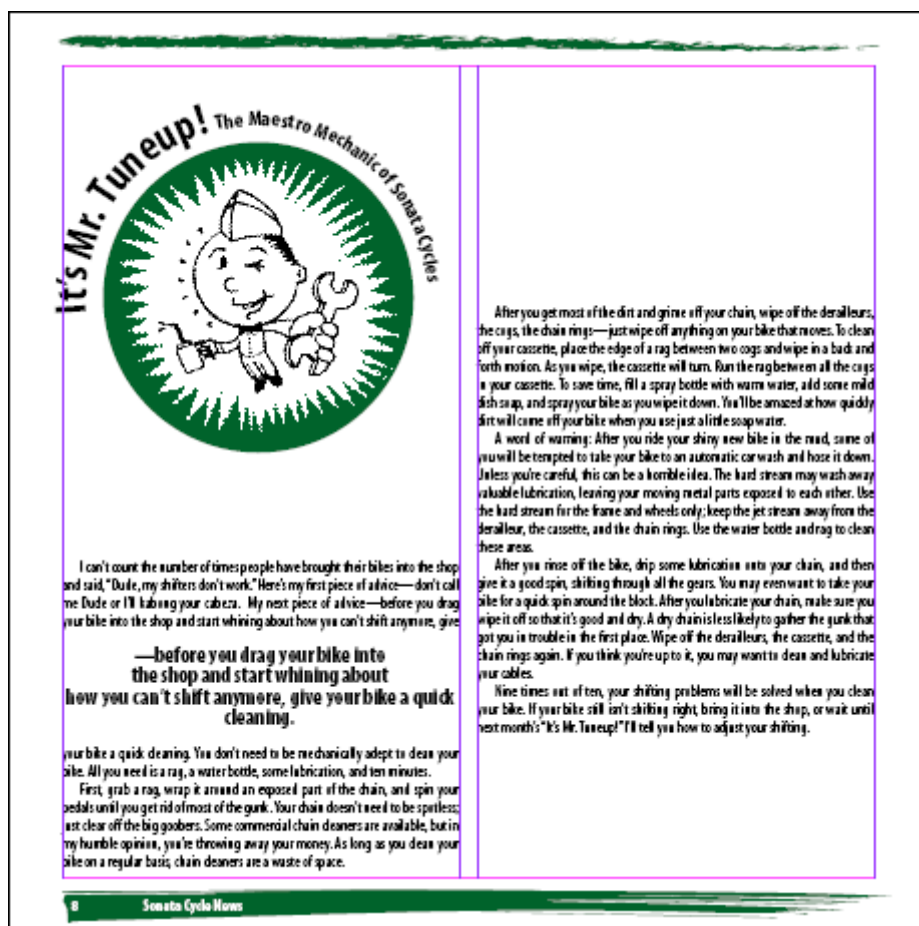 It's Mr. Tuneup! The Maestro Mechanic of Sonata Cycles
I can't count the number of times people have brought their bikes into the shop
and said, "Dude, my shifters don't work." Here's my first piece of advice—don't call
me Dude or I'll kabong your cabeza. My next piece of advice—before you drag
your bike into the shop and start whining about how you can't shift anymore, give
—before you drag your bike into
the shop and start whining about
how you can't shift anymore, give your bike a quick
cleaning.
your bike a quick cleaning. You don't need to be mechanically adept to clean your
bike. All you need is a rag, a water bottle, some lubrication, and ten minutes.
First, grab a rag, wrap it around an exposed part of the chain, and spin your
pedals until you get rid of most of the gunk. Your chain doesn't need to be spotless;
just clear off the big goobers. Some commercial chain cleaners are available, but in
my humble opinion, you're throwing away your money. As long as you clean your
bike on a regular basis, chain cleaners are a waste of space.
After you get most of the dirt and grime off your chain, wipe off the derailleurs,
the cogs, the chain rings—just wipe off anything on your bike that moves. To clean
off your cassette, place the edge of a rag between two cogs and wipe in a back and
forth motion. As you wipe, the cassette will turn. Run the rag between all the cogs
in your cassette. To save time, fill a spray bottle with warm water, add some mild
dish soap, and spray your bike as you wipe it down. You'll be amazed at how quickly
dirt will come off your bike when you use just a little soap water.
A word of warning: After you ride your shiny new bike in the mud, some of
you will be tempted to take your bike to an automatic car wash and hose it down.
Unless you're careful, this can be a horrible idea. The hard stream may wash away
valuable lubrication, leaving your moving metal parts exposed to each other. Use
the hard stream for the frame and wheels only; keep the jet stream away from the
derailleur, the cassette, and the chain rings. Use the water bottle and rag to clean
these areas.
After you rinse off the bike, drip some lubrication onto your chain, and then
give it a good spin, shifting through all the gears. You may even want to take your
bike for a quick spin around the block. After you lubricate your chain, make sure you
wipe it off so that it's good and dry. A dry chain is less likely to gather the gunk that
got you in trouble in the first place. Wipe off the derailleurs, the cassette, and the
chain rings again. If you think you're up to it, you may want to clean and lubricate
your cables.
Nine times out of ten, your shifting problems will be solved when you clean
your bike. If your bike still isn't shifting right, bring it into the shop, or wait until
next month's "It's Mr. Tuneup!" I'll tell you how to adjust your shifting.
8 Sonata Cycle News